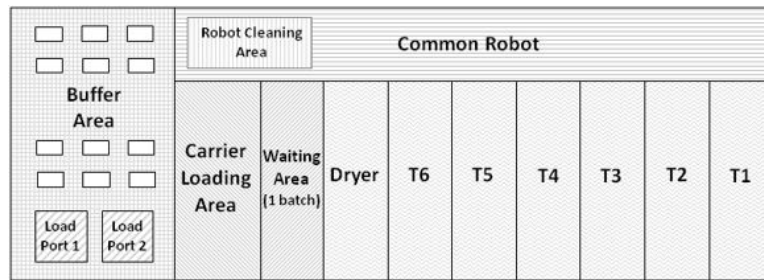 Robot Cleaning
Area
Common Robot
Buffer
Area
Load
Port 1
Load
Port 2
Carrier
Loading
Area
Waiting
Area
(1 batch)
Dryer
T6
T5
T4
T3
T2
T1